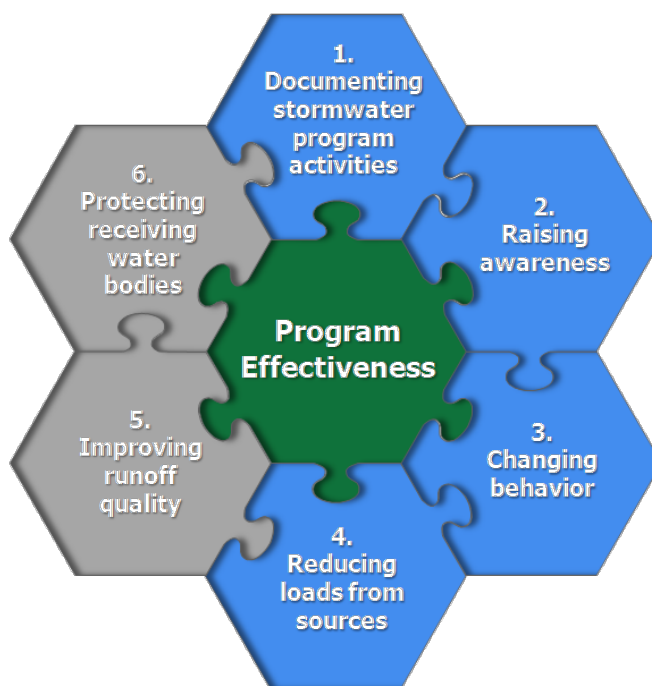 1.
Documenting
stormwater
program
activities
2.
Raising
awareness
3.
Changing
behavior
4.
Reducing
loads from
sources
5.
Improving
runoff
quality
6.
Protecting
receiving
water
bodies
Program
Effectiveness